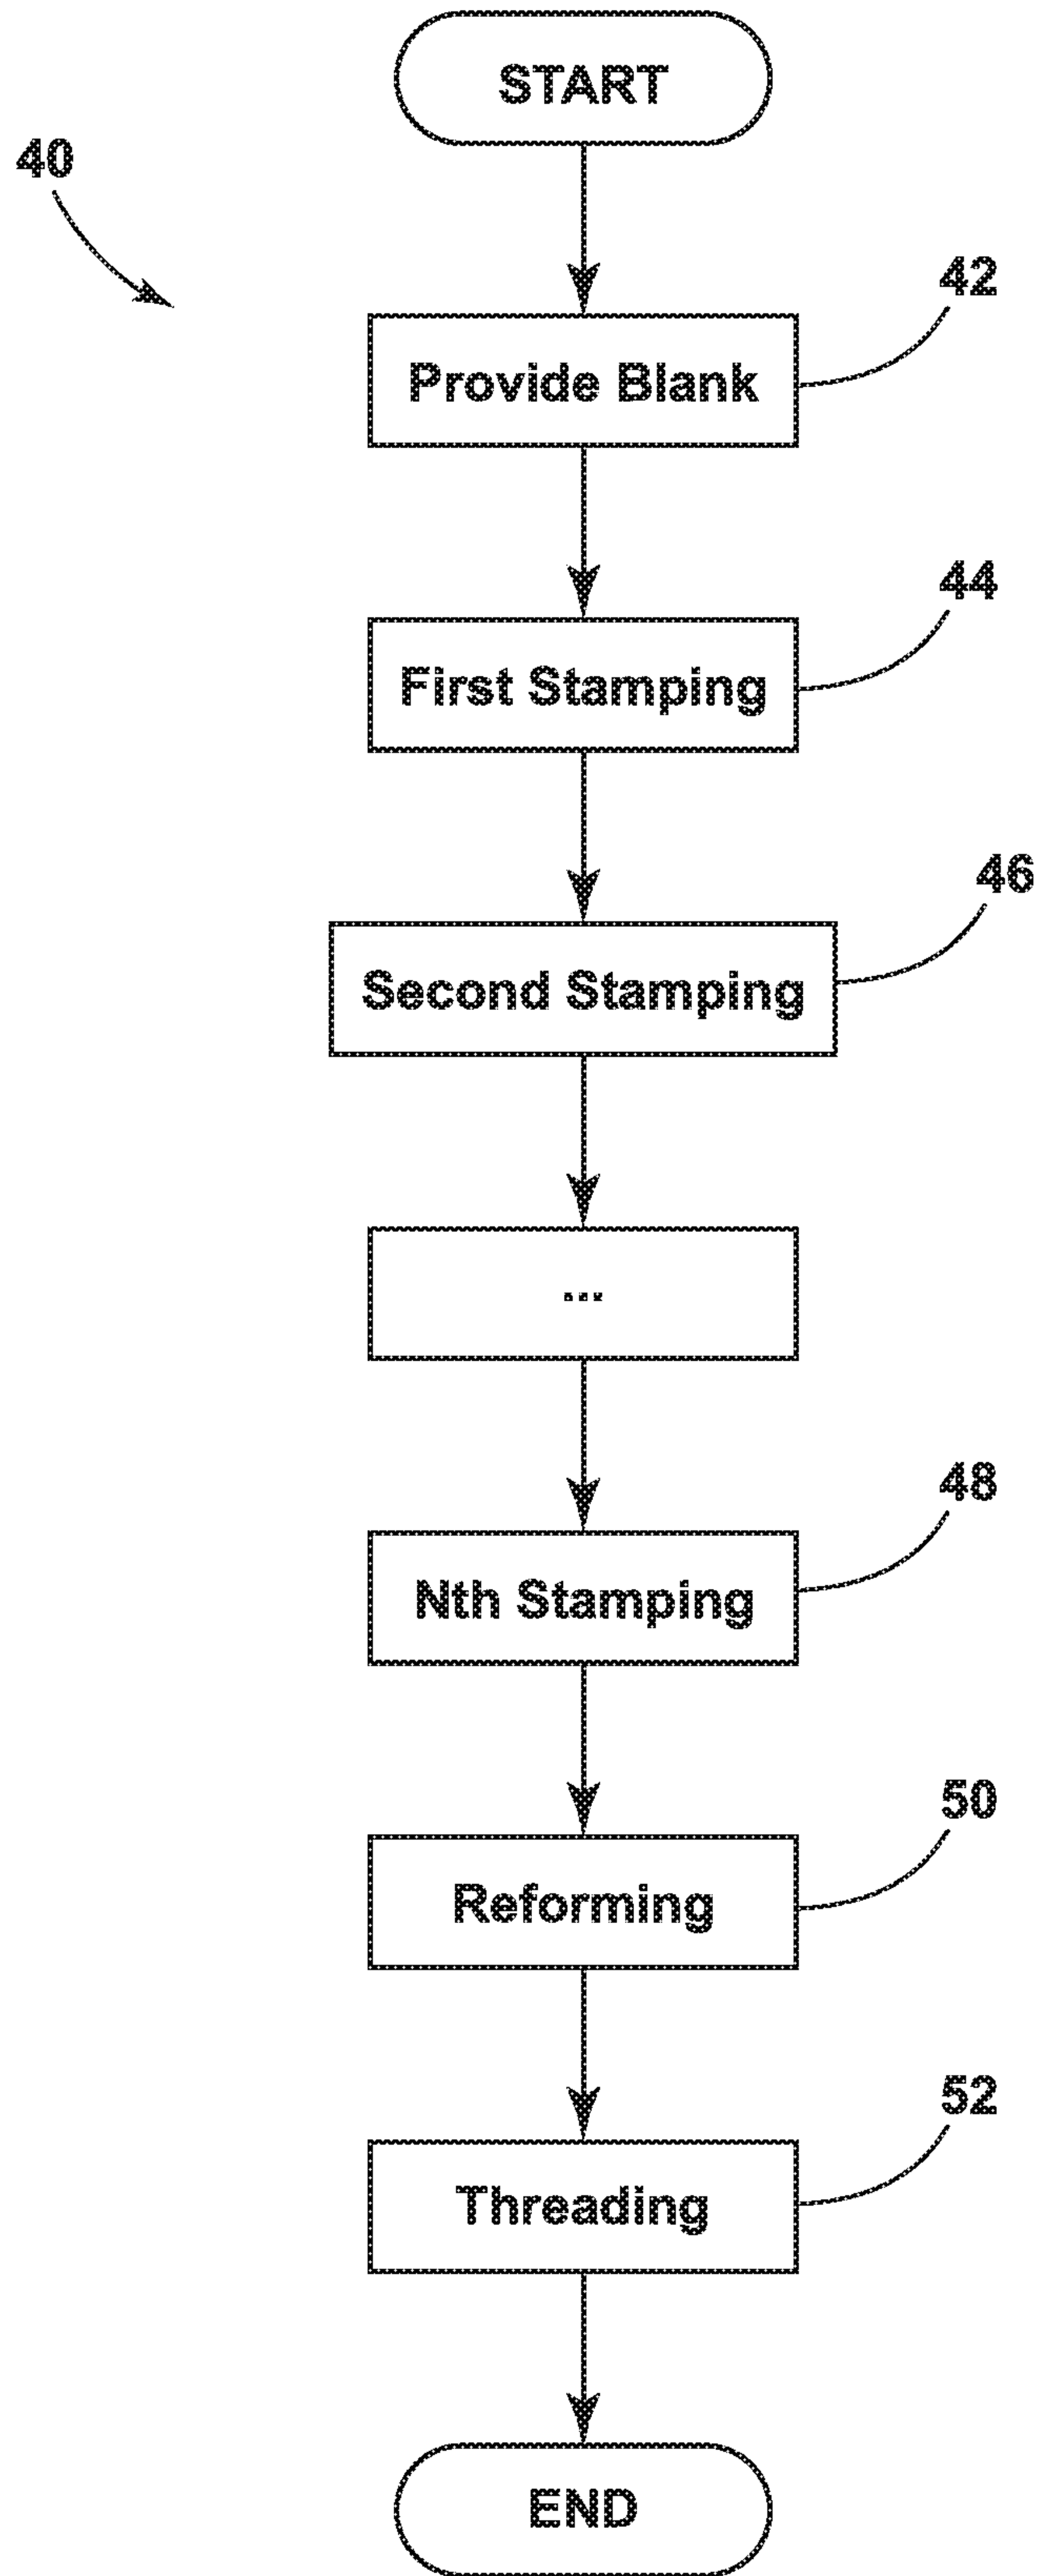 START
40
42
Provide Blank
44
First Stamping
46
Second Stamping
...
48
Nth Stamping
50
Reforming
52
Threading
END